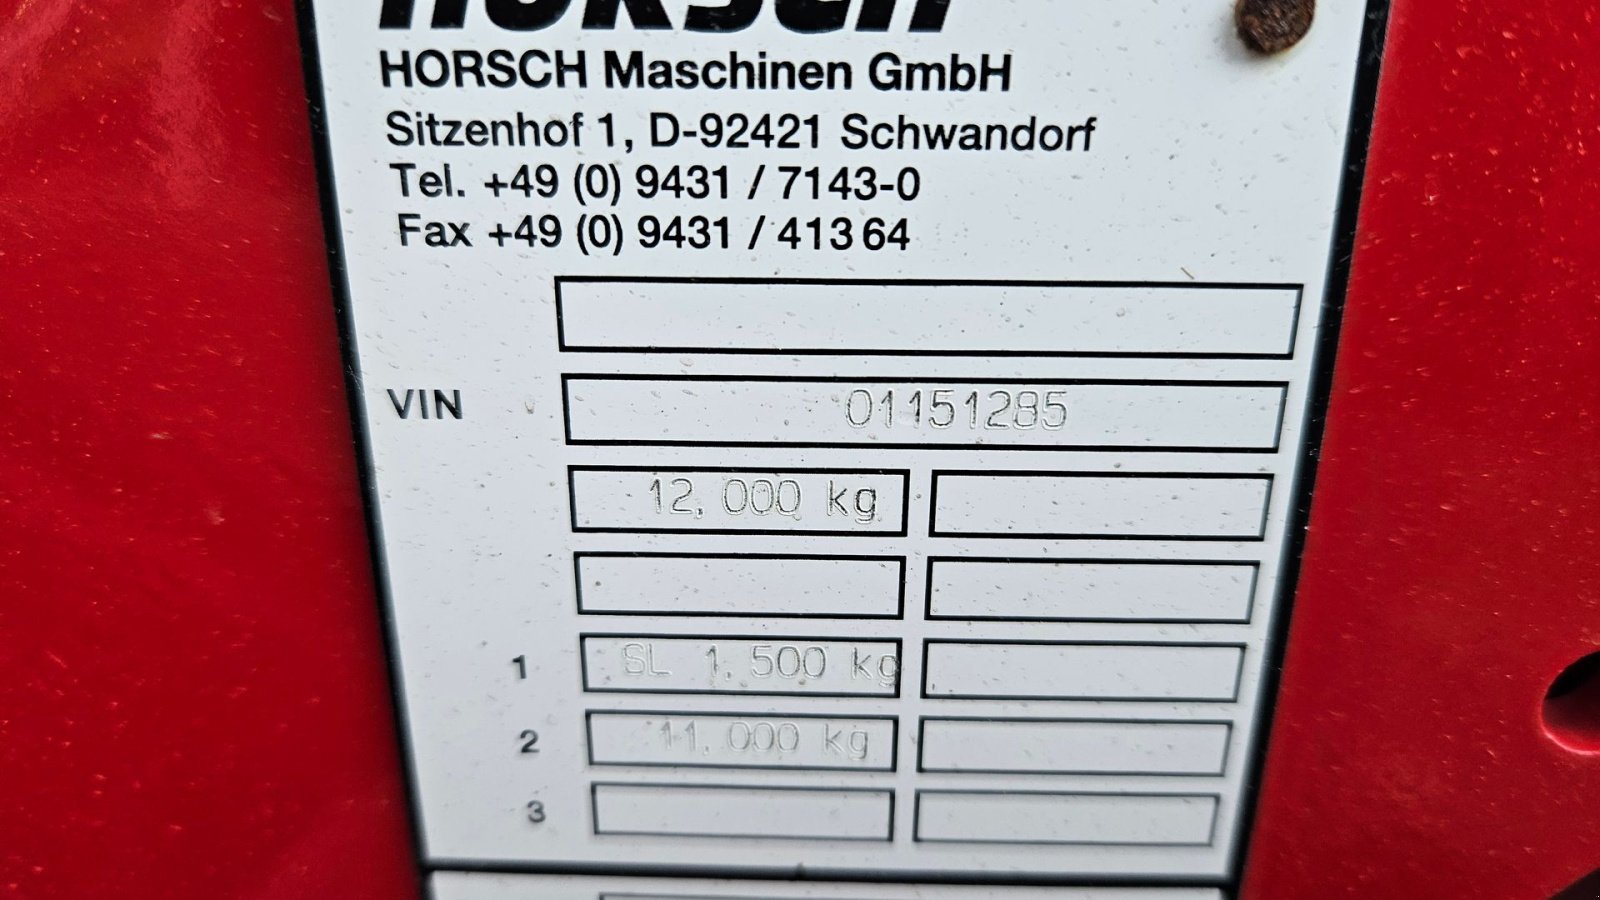 HORSCH
HORSCH Maschinen GmbH
Sitzenhof 1, D-92421 Schwandorf
Tel. +49 (0) 9431 / 7143-0
Fax +49 (0) 9431 / 413 64
VIN 01151285
12.000 kg
1 SL 1.500 kg
2 11.000 kg
3